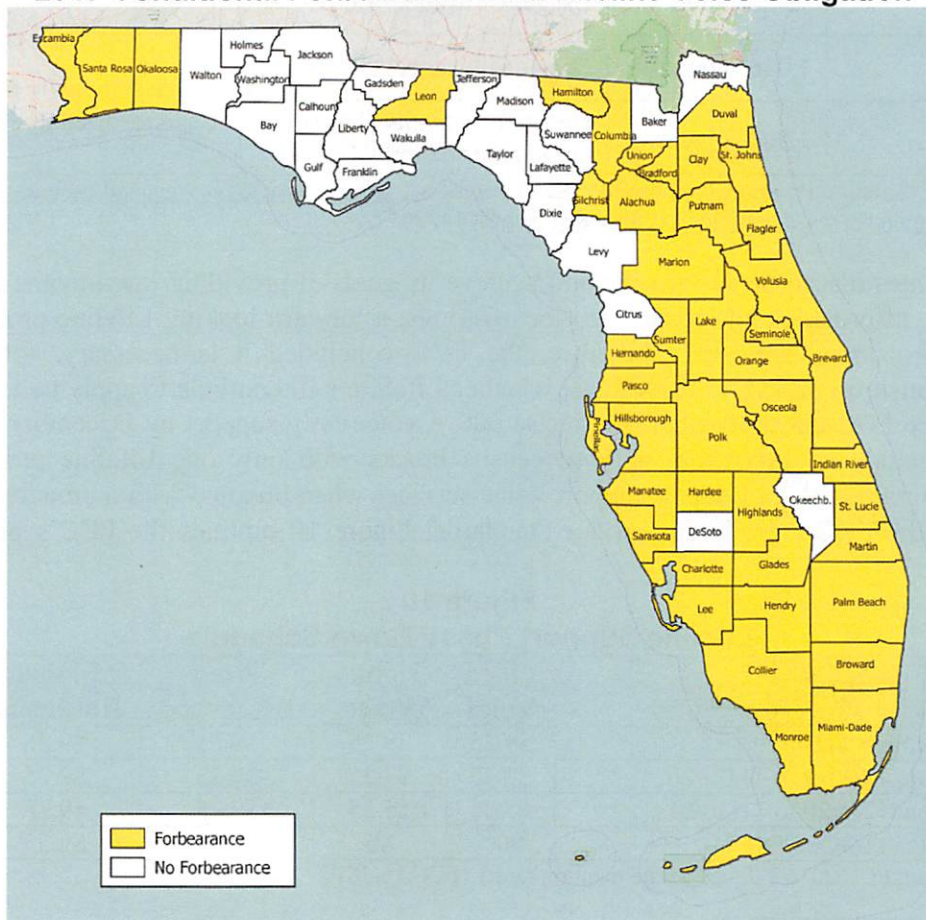 Obligation
Escambia
Santa Rosa
Okaloosa
Walton
Holmes
Washington
Jackson
Bay
Calhoun
Gulf
Liberty
Gadsden
Franklin
Leon
Wakulla
Jefferson
Madison
Taylor
Hamilton
Suwannee
Lafayette
Dixie
Columbia
Baker
Nassau
Duval
Union
Bradford
Clay
St. Johns
Gilchrist
Alachua
Putnam
Flagler
Levy
Marion
Volusia
Citrus
Sumter
Lake
Seminole
Hernando
Orange
Brevard
Pasco
Osceola
Pinellas
Hillsborough
Polk
Indian River
Manatee
Hardee
Highlands
Okeechb.
St. Lucie
Sarasota
DeSoto
Martin
Charlotte
Glades
Lee
Hendry
Palm Beach
Collier
Broward
Monroe
Miami-Dade
Forbearance
No Forbearance